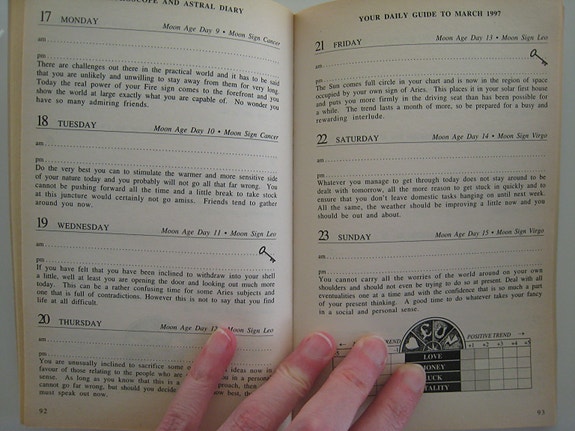 HOROSCOPE AND ASTRAL DIARY
17 MONDAY Moon Age Day 9 • Moon Sign Cancer
am
pm
There are challenges out there in the practical world and it has to be said
that you are unlikely and unwilling to stay away from them for very long.
Today the real power of your Fire sign comes to the forefront and you
show the world at large exactly what you are capable of. No wonder you
have so many admiring friends.
18 TUESDAY Moon Age Day 10 • Moon Sign Cancer
am
pm
Do the very best you can to stimulate the warmer and more sensitive side
of your nature today and you probably will not go all that far wrong. You
cannot be pushing forward all the time and a little break to take stock
at this juncture would certainly not go amiss. Friends tend to gather
around you now.
19 WEDNESDAY Moon Age Day 11 • Moon Sign Leo
am
pm
If you have felt that you have been inclined to withdraw into your shell
a little, well at least you are opening the door and looking out much more
today. This can be a rather confusing time for some Aries subjects and
one that is full of contradictions. However this is not to say that you find
life at all difficult.
20 THURSDAY Moon Age Day 12 Moon Sign Leo
am
pm
You are unusually inclined to sacrifice some ideas now in
favour of those relating to the people who are in a personal
sense. As long as you know that this is a approach, then
cannot go far wrong, but should you decide how best, th
must speak out now.
92
YOUR DAILY GUIDE TO MARCH 1997
21 FRIDAY Moon Age Day 13 • Moon Sign Leo
am
pm
The Sun comes full circle in your chart and is now in the region of space
occupied by your own sign of Aries. This places it in your solar first house
and puts you more firmly in the driving seat than has been possible for
a while. The trend lasts a month of more, so be prepared for a busy and
rewarding interlude.
22 SATURDAY Moon Age Day 14 • Moon Sign Virgo
am
pm
Whatever you manage to get through today does not stay around to be
dealt with tomorrow, all the more reason to get stuck in quickly and to
ensure that you don't leave domestic tasks hanging on until next week.
All the same, the weather should be improving a little now and you
should be out and about.
23 SUNDAY Moon Age Day 15 • Moon Sign Virgo
am
pm
You cannot carry all the worries of the world around on your own
shoulders and should not even be trying to do so at present. Deal with all
eventualities one at a time and with the confidence that is so much a part
of your present thinking. A good time to do whatever takes your fancy
in a social and personal sense.
TREND POSITIVE TREND
+1 +2 +3 +4 +5
LOVE
MONEY
LUCK
VITALITY
93